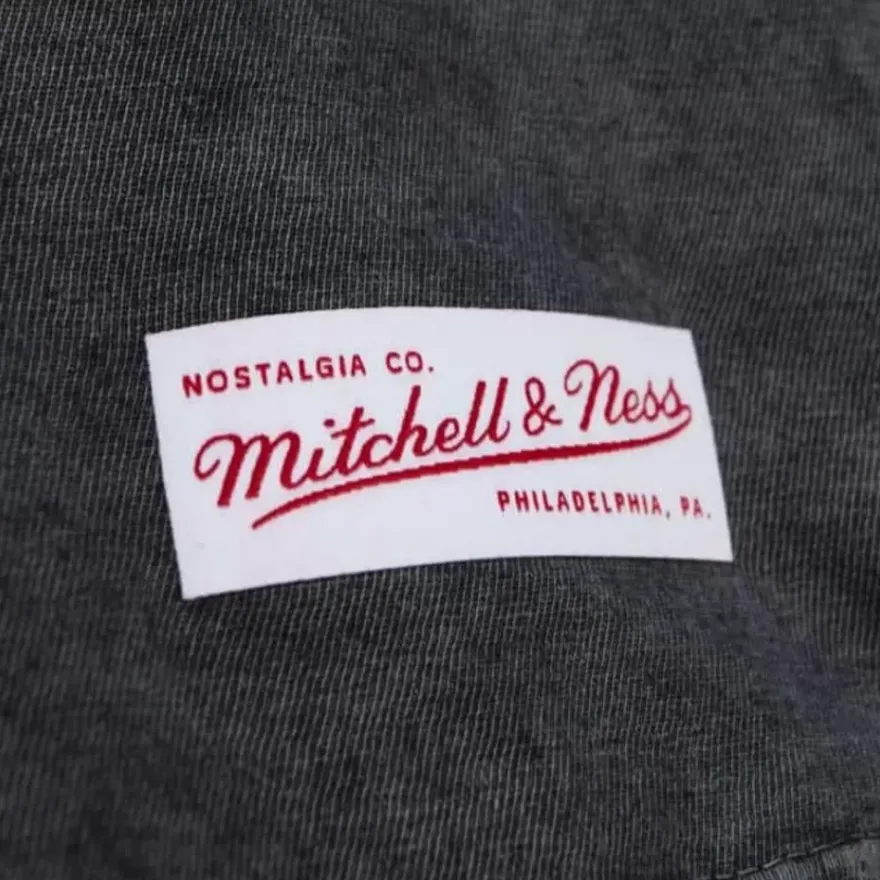 NOSTALGIA CO.
Mitchell & Ness
PHILADELPHIA, PA.